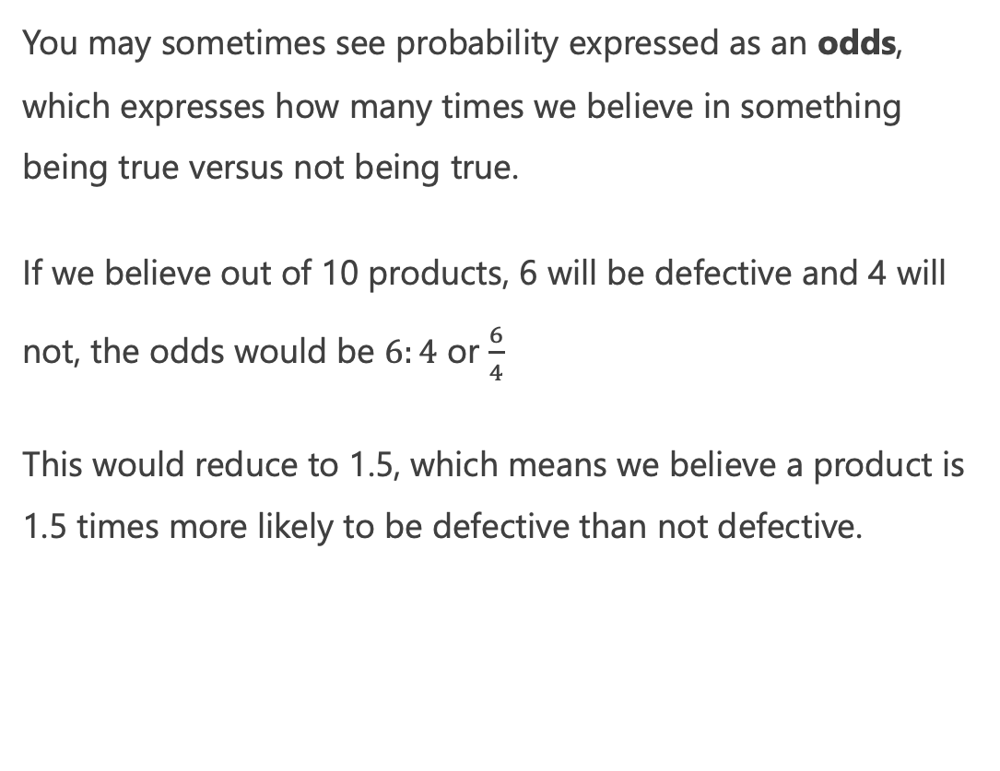 You may sometimes see probability expressed as an odds,
which expresses how many times we believe in something
being true versus not being true.
If we believe out of 10 products, 6 will be defective and 4 will
not, the odds would be 6: 4 or 6/4
This would reduce to 1.5, which means we believe a product is
1.5 times more likely to be defective than not defective.